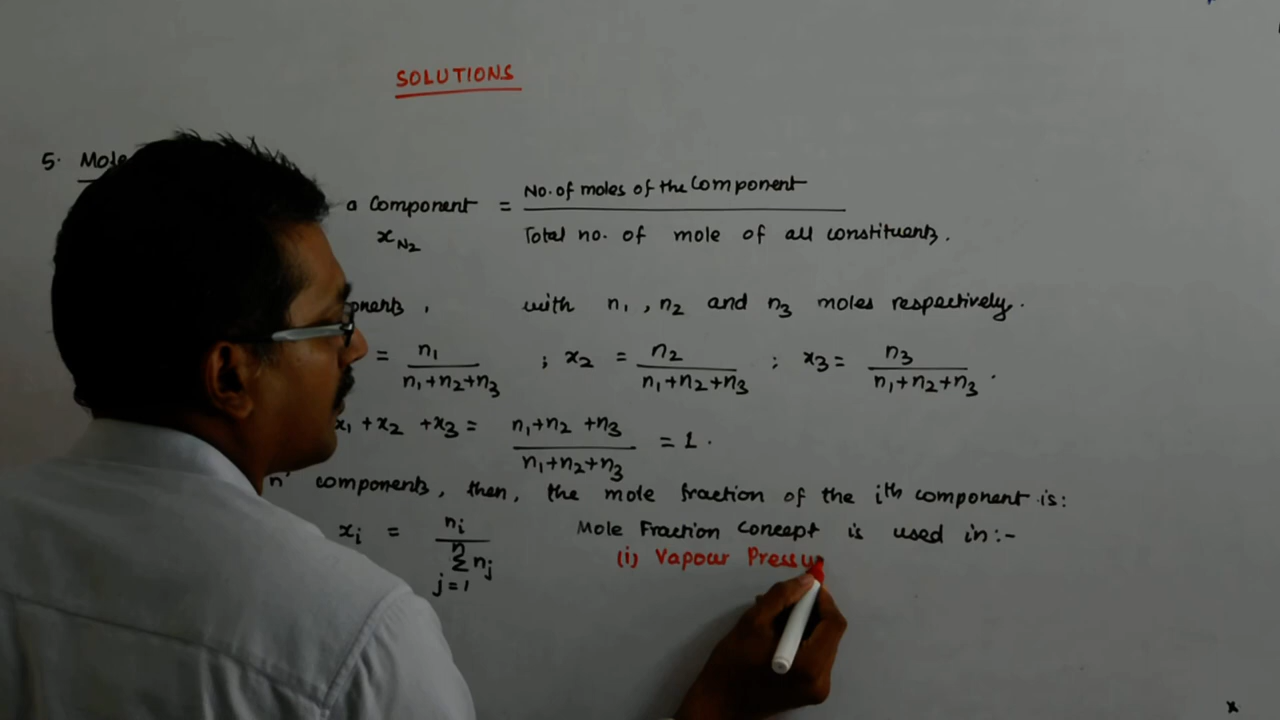 SOLUTIONS
5. Mole
a Component = No. of moles of the Component / Total no. of mole of all constituents.
x_N2
ponents, with n₁, n₂ and n₃ moles respectively.
= n₁ / n₁+n₂+n₃ ; x₂ = n₂ / n₁+n₂+n₃ ; x₃ = n₃ / n₁+n₂+n₃.
x₁ + x₂ + x₃ = n₁+n₂+n₃ / n₁+n₂+n₃ = 1.
n' components, then, the mole fraction of the iᵗʰ component is:
xᵢ = nᵢ / Σ_{j=1}^{n} nⱼ Mole Fraction Concept is used in:-
(i) Vapour Pressu